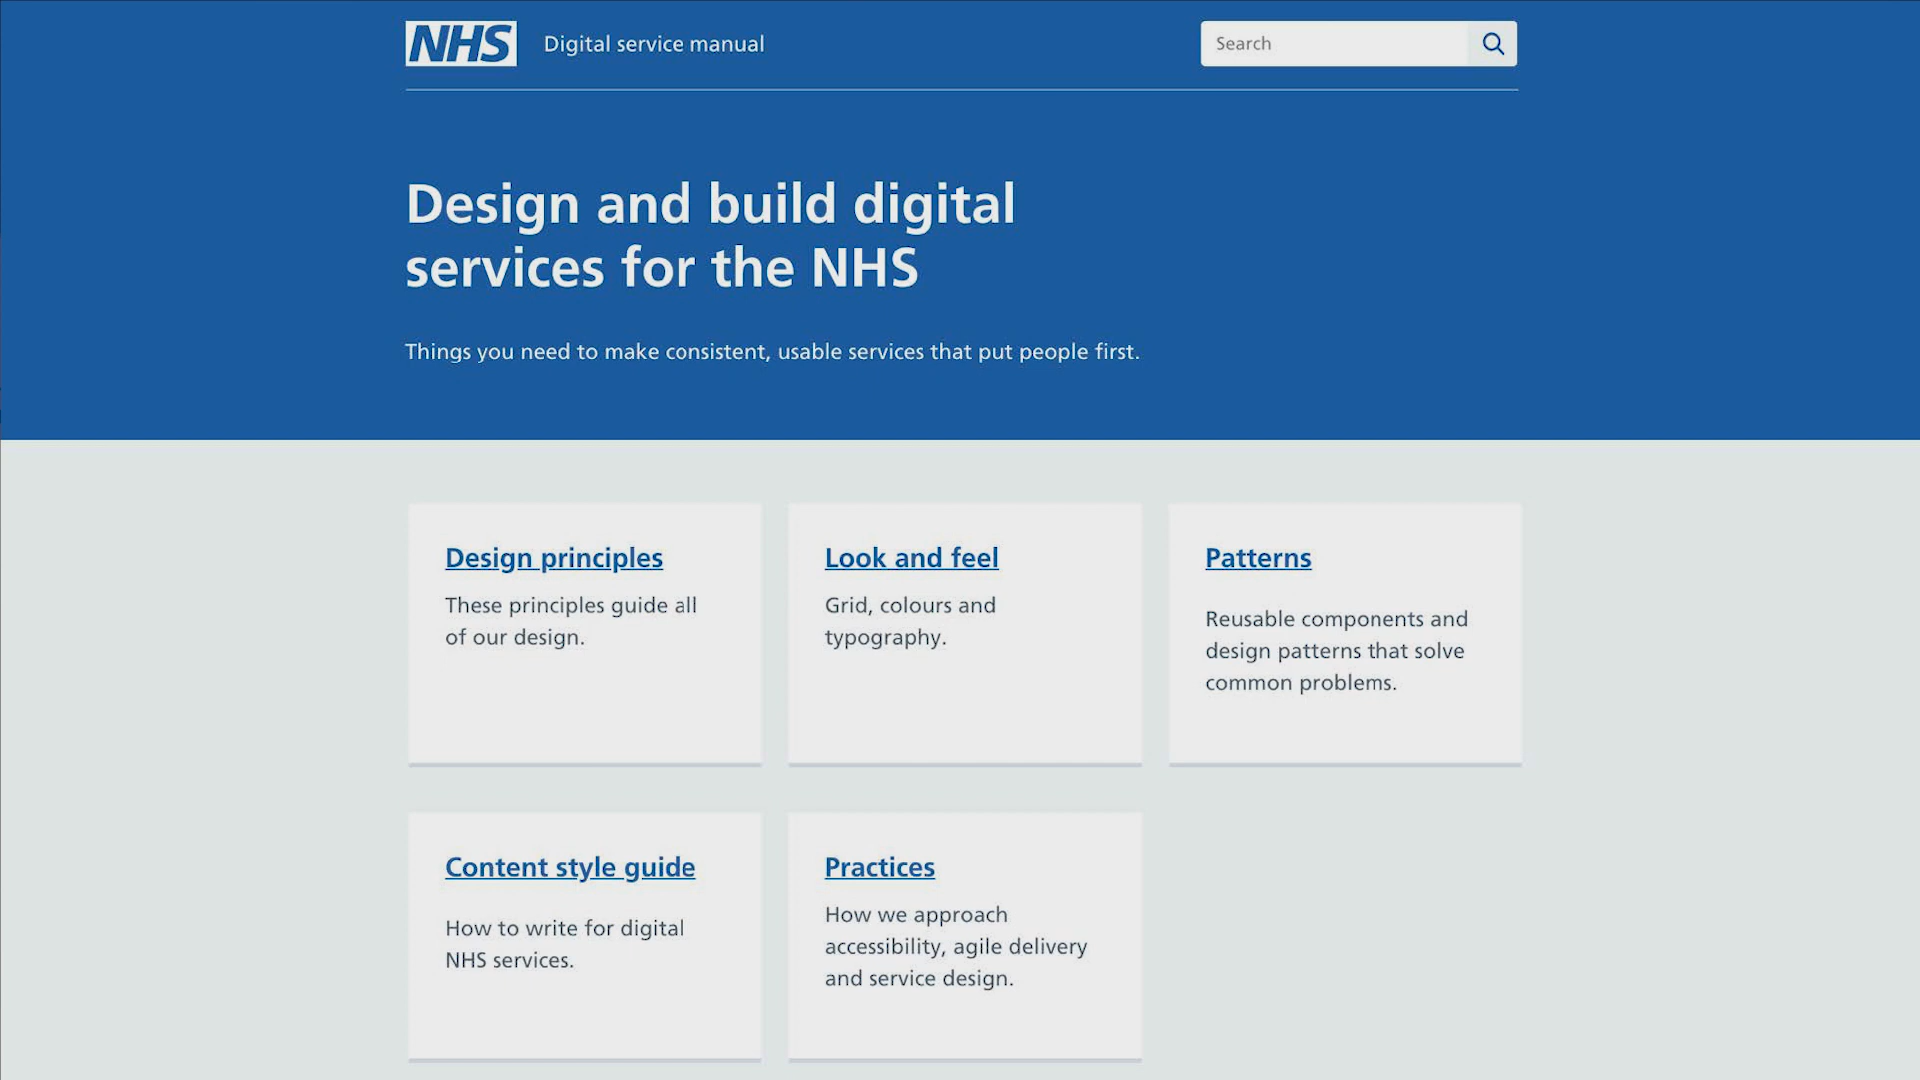 NHS Digital service manual Search
Design and build digital
services for the NHS
Things you need to make consistent, usable services that put people first.
Design principles
These principles guide all
of our design.
Look and feel
Grid, colours and
typography.
Patterns
Reusable components and
design patterns that solve
common problems.
Content style guide
How to write for digital
NHS services.
Practices
How we approach
accessibility, agile delivery
and service design.